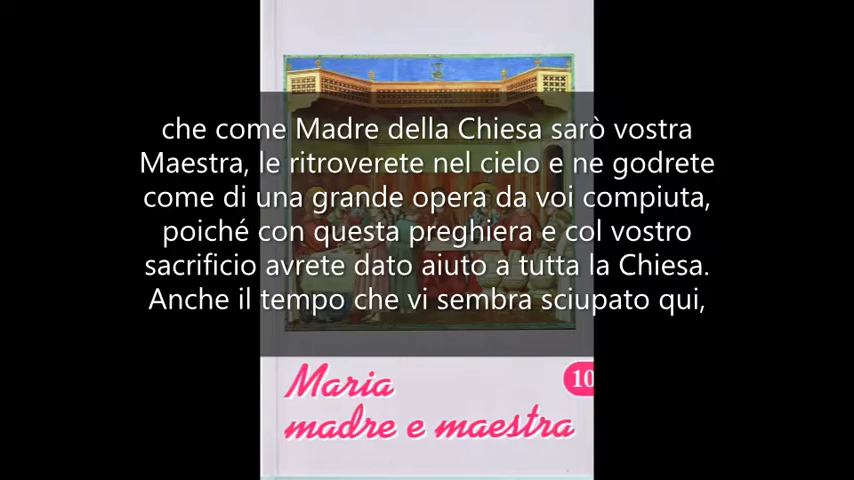 che come Madre della Chiesa sarò vostra
Maestra, le ritroverete nel cielo e ne godrete
come di una grande opera da voi compiuta,
poiché con questa preghiera e col vostro
sacrificio avrete dato aiuto a tutta la Chiesa.
Anche il tempo che vi sembra sciupato qui,
Maria
10
madre e maestra